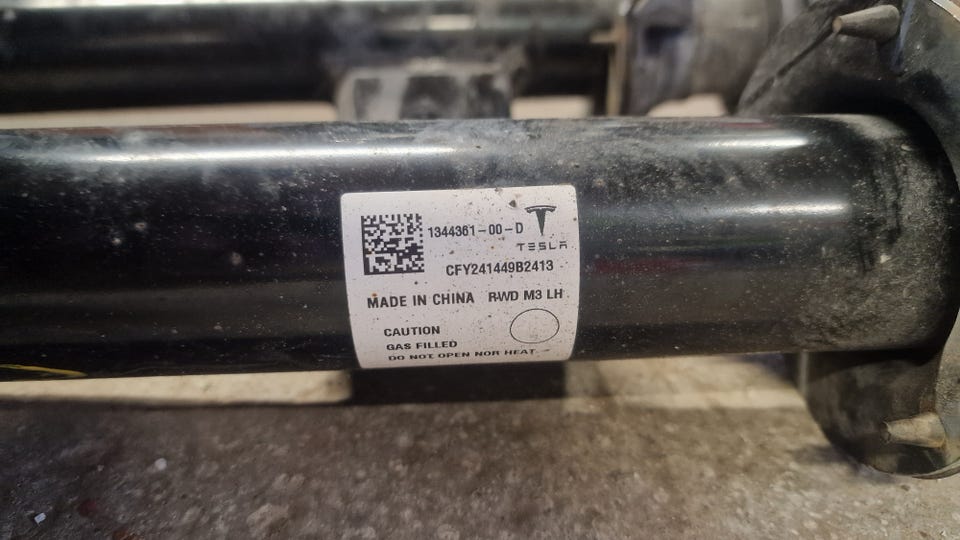 1344361-00-D
TESLA
CFY241449B2413
MADE IN CHINA RWD M3 LH
CAUTION
GAS FILLED
DO NOT OPEN NOR HEAT